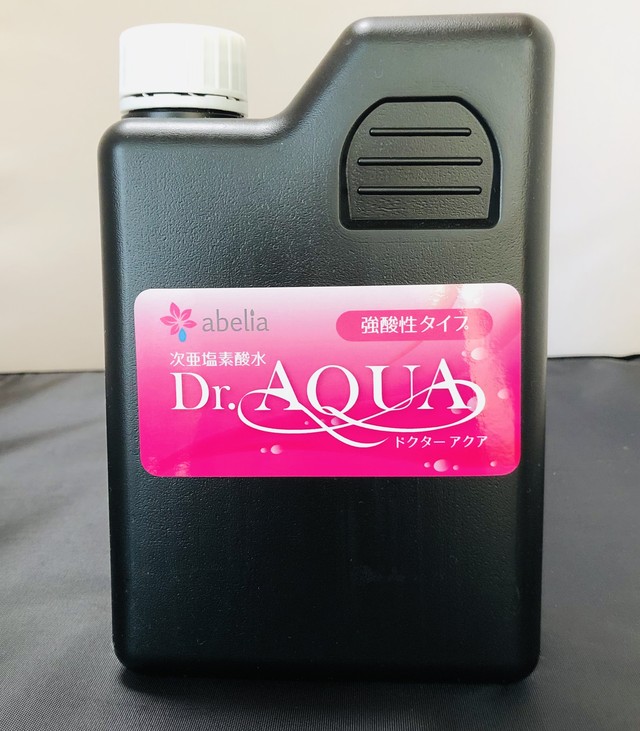 abelia
強酸性タイプ
次亜塩素酸水
Dr.AQUA
ドクターアクア